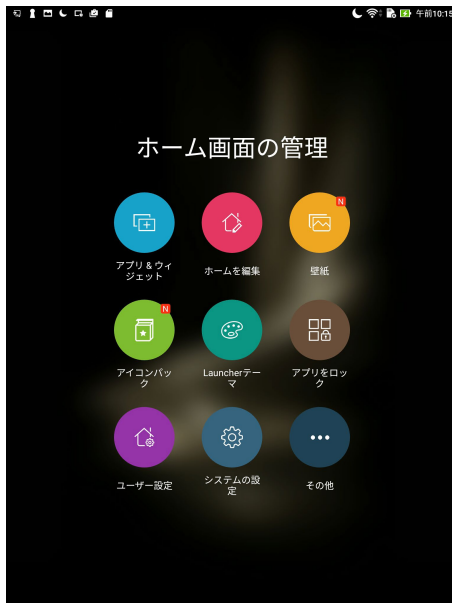 午前10:15
ホーム画面の管理
アプリ & ウィ
ジェット
ホームを編集
N
壁紙
N
アイコンパッ
ク
Launcherテー
マ
アプリをロッ
ク
ユーザー設定
システムの設
定
その他